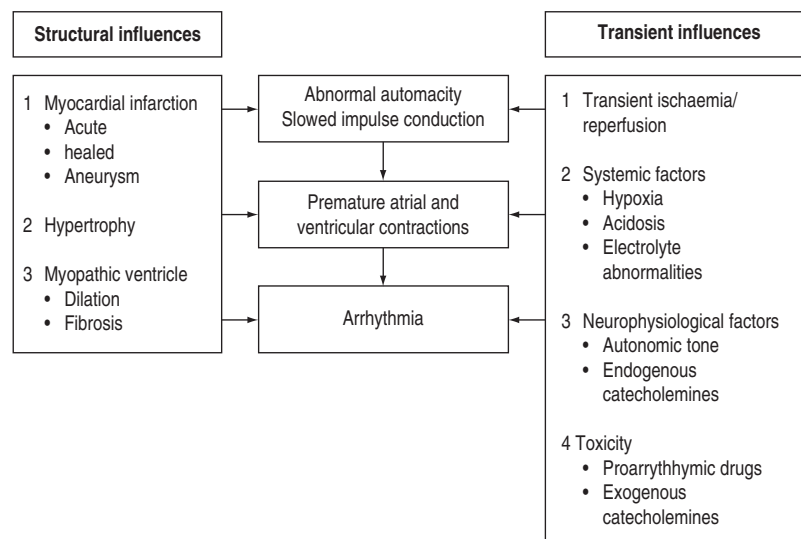 Structural influences
1 Myocardial infarction
• Acute
• healed
• Aneurysm
2 Hypertrophy
3 Myopathic ventricle
• Dilation
• Fibrosis
Abnormal automacity
Slowed impulse conduction
Premature atrial and
ventricular contractions
Arrhythmia
Transient influences
1 Transient ischaemia/
reperfusion
2 Systemic factors
• Hypoxia
• Acidosis
• Electrolyte
abnormalities
3 Neurophysiological factors
• Autonomic tone
• Endogenous
catecholemines
4 Toxicity
• Proarrythhymic drugs
• Exogenous
catecholemines